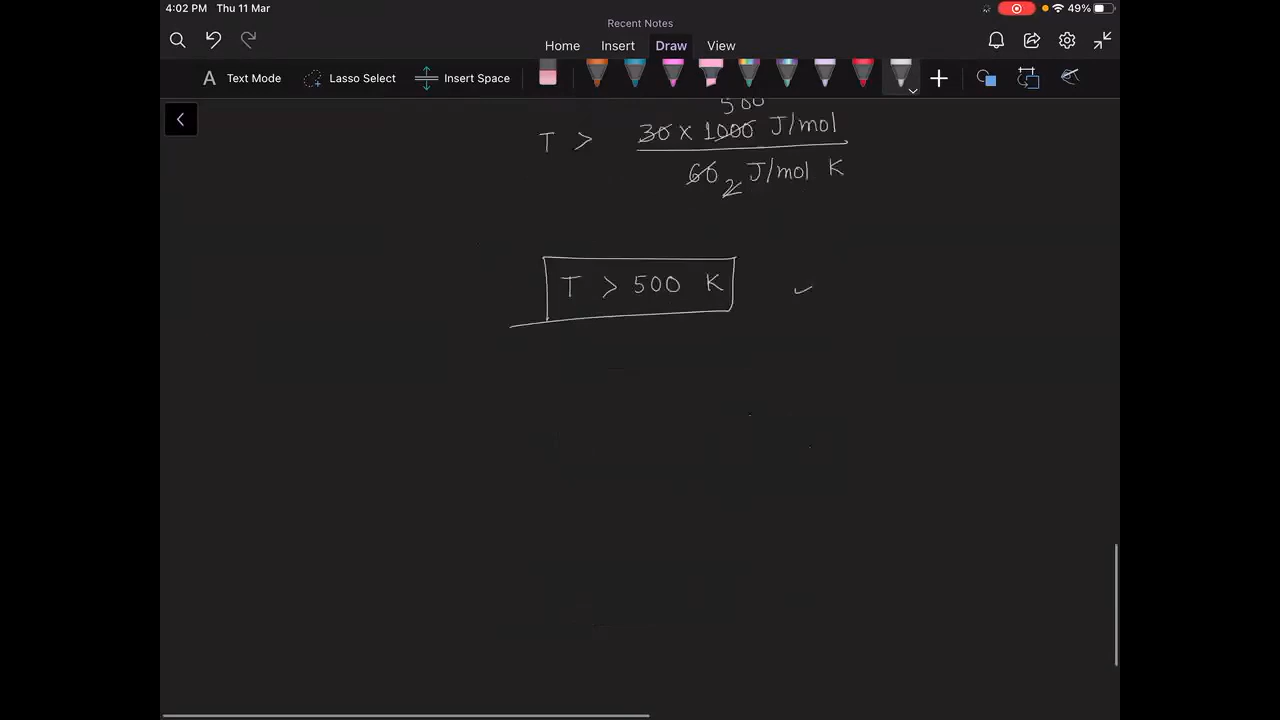 4:02 PM Thu 11 Mar
49%
Recent Notes
Home Insert Draw View
A Text Mode Lasso Select Insert Space
500
T > 30 x 1000 J/mol
60 2 J/mol K
T > 500 K